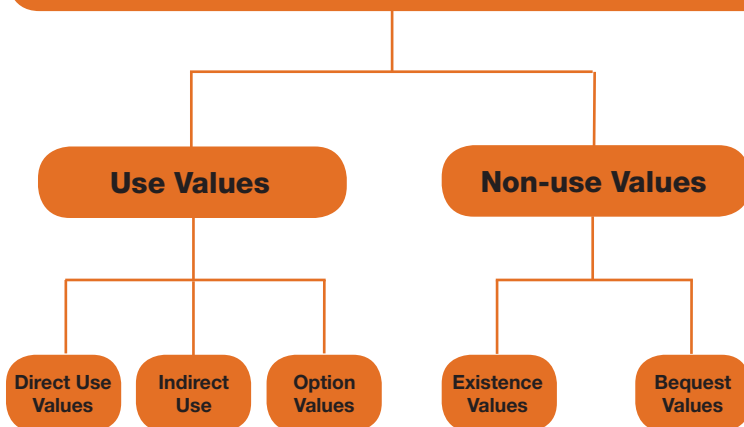 Use Values
Non-use Values
Direct Use
Values
Indirect
Use
Option
Values
Existence
Values
Bequest
Values